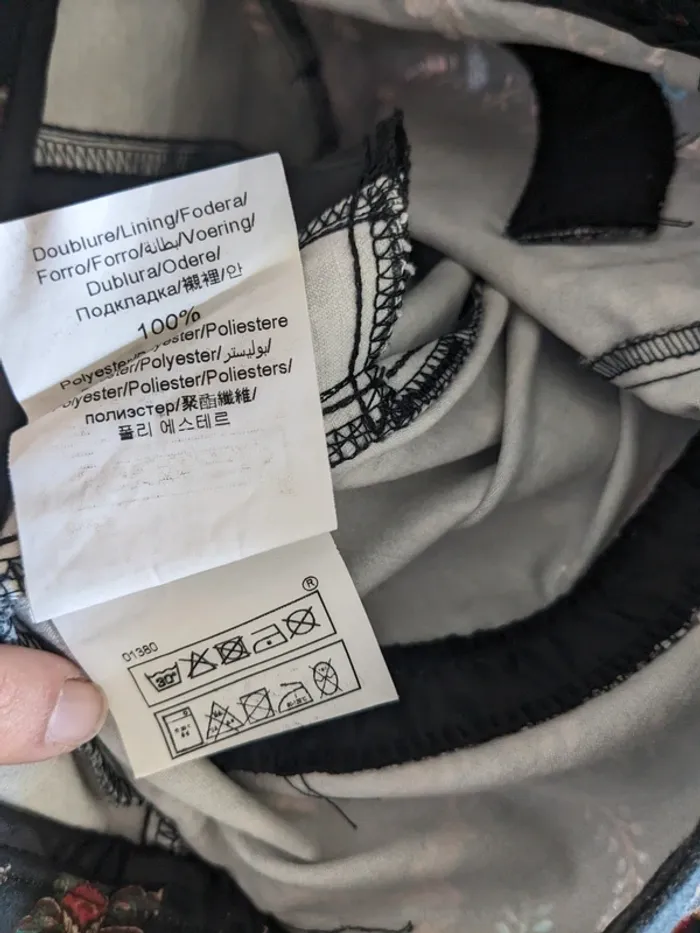 Doublure/Lining/Fodera/
Forro/Forro/بطانة/Voering/
Dublura/Odere/
Подкладка/襯裡/안
100%
Polyester/Polyester/Poliestere
Polyester/Polyester/بوليستر/
Polyester/Poliester/Poliesters/
полиэстер/聚酯纖維/
폴리 에스테르
®
01380
30°